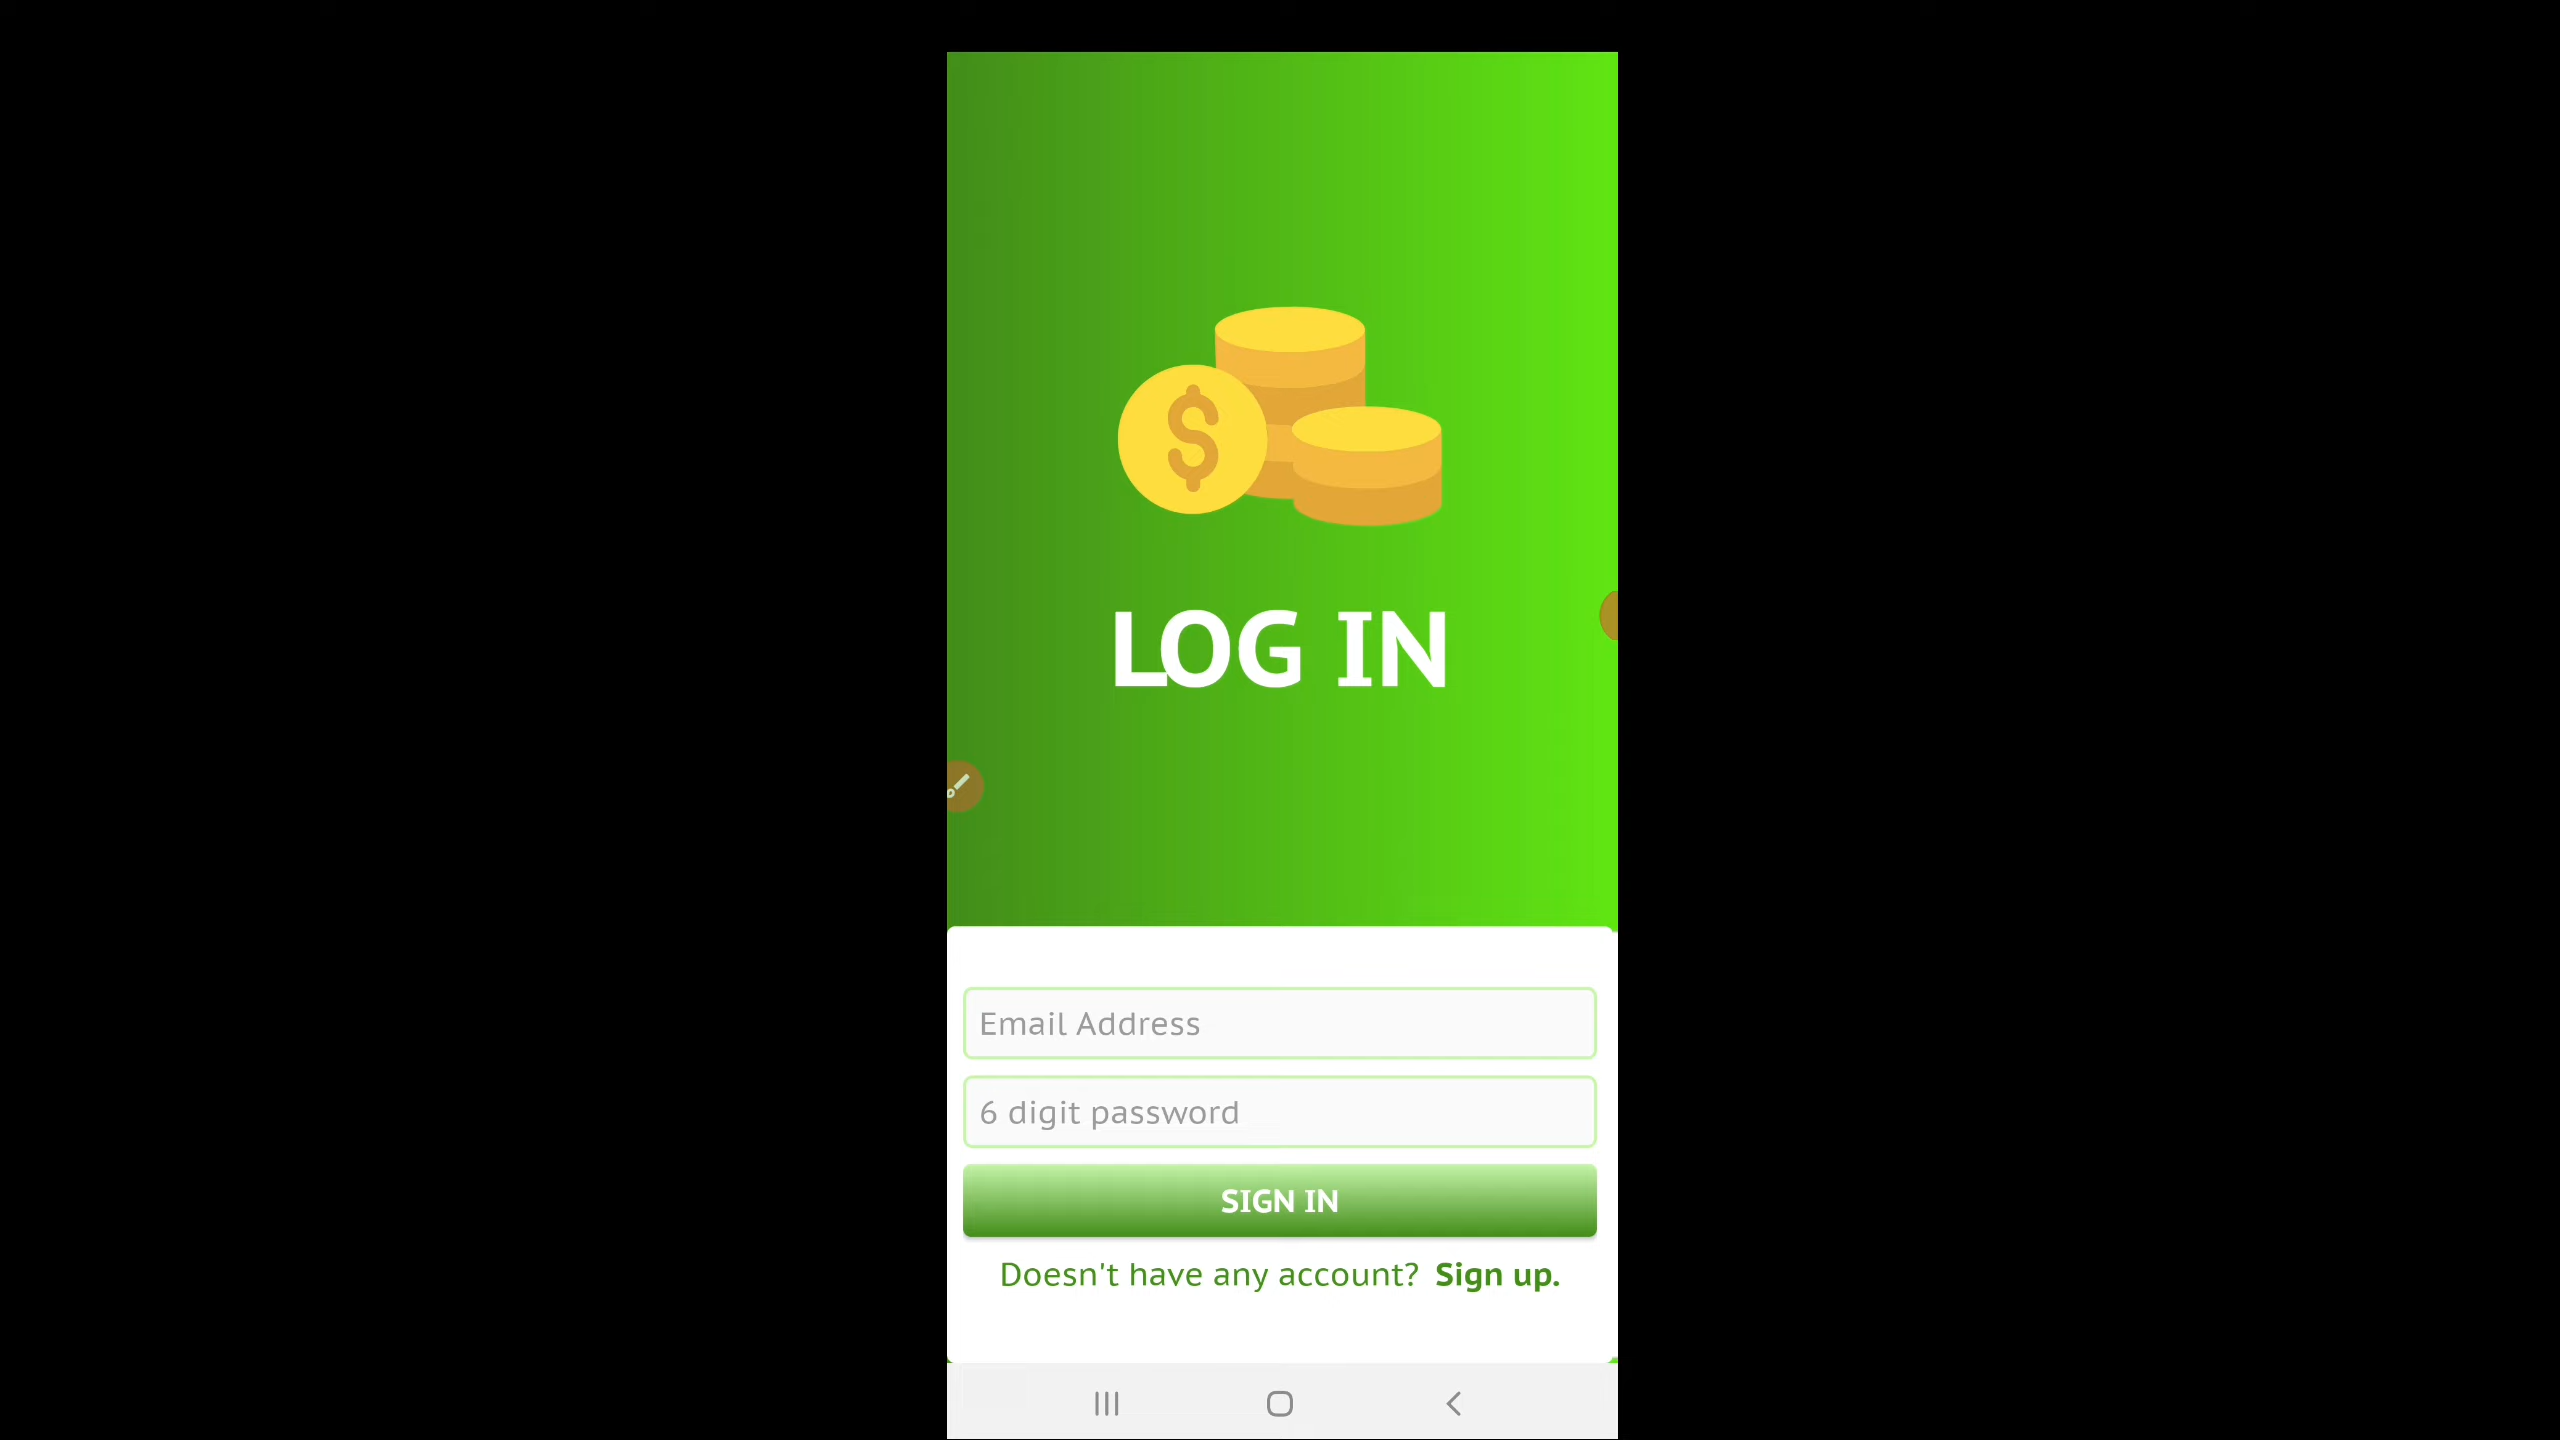 $
LOG IN
Email Address
6 digit password
SIGN IN
Doesn't have any account? Sign up.